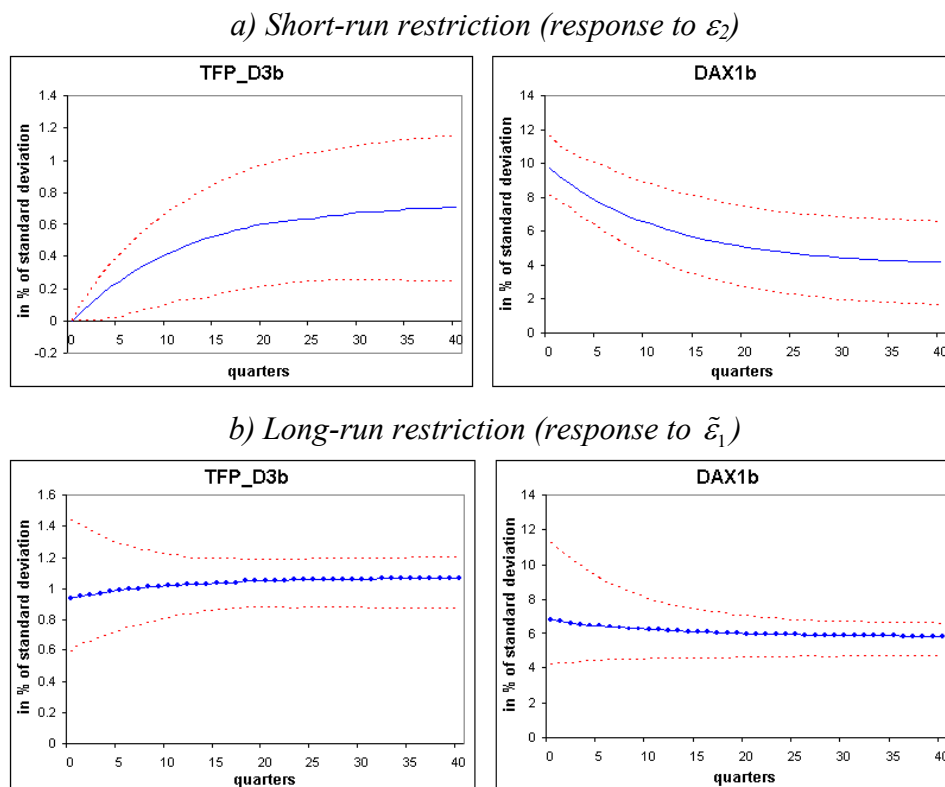 a) Short-run restriction (response to ε₂)
TFP_D3b
in % of standard deviation
1.4
1.2
1
0.8
0.6
0.4
0.2
0
-0.2
0 5 10 15 20 25 30 35 40
quarters
DAX1b
in % of standard deviation
14
12
10
8
6
4
2
0
0 5 10 15 20 25 30 35 40
quarters
b) Long-run restriction (response to ε̃₁)
TFP_D3b
in % of standard deviation
1.6
1.4
1.2
1
0.8
0.6
0.4
0.2
0
0 5 10 15 20 25 30 35 40
quarters
DAX1b
in % of standard deviation
14
12
10
8
6
4
2
0
0 5 10 15 20 25 30 35 40
quarters